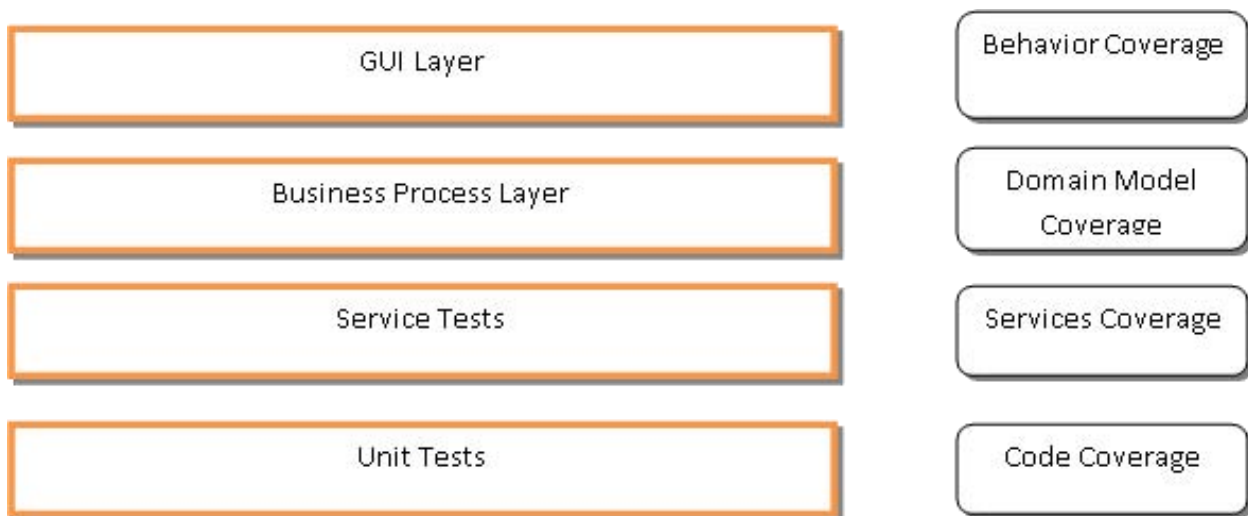 GUI Layer
Behavior Coverage
Business Process Layer
Domain Model
Coverage
Service Tests
Services Coverage
Unit Tests
Code Coverage